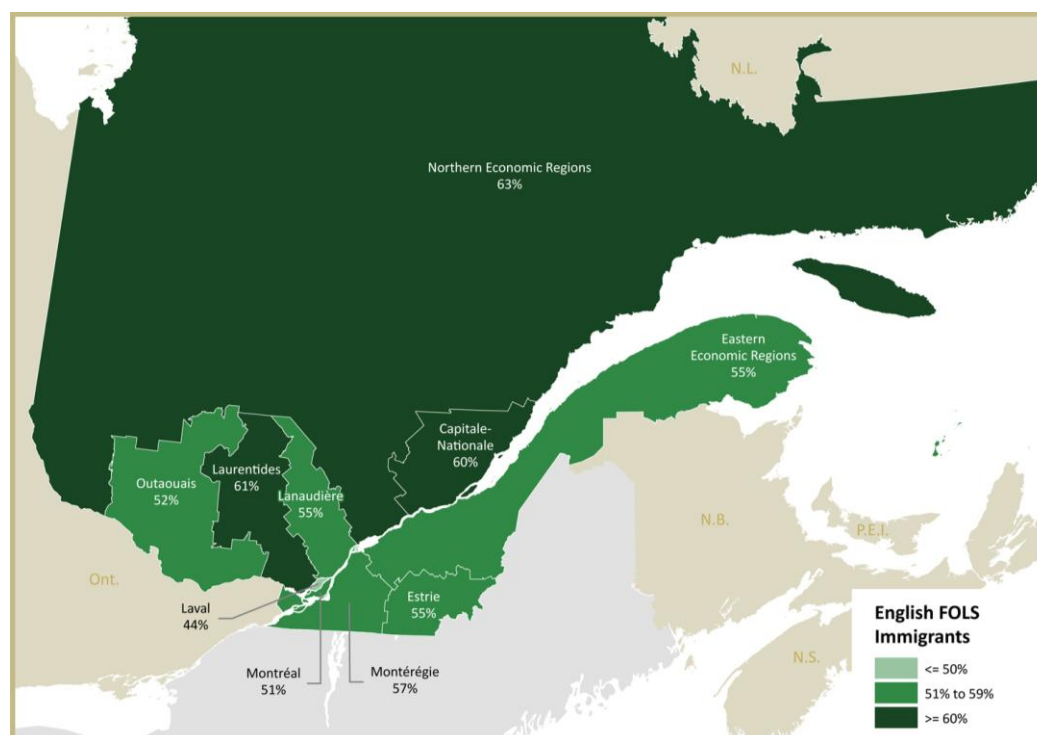 N.L.
Northern Economic Regions
63%
Eastern
Economic Regions
55%
Capitale-
Nationale
60%
Laurentides
61%
Outaouais
52%
Lanaudière
55%
N.B.
P.E.I.
Ont.
Estrie
55%
Laval
44%
Montréal
51%
Montérégie
57%
N.S.
English FOLS
Immigrants
<= 50%
51% to 59%
>= 60%